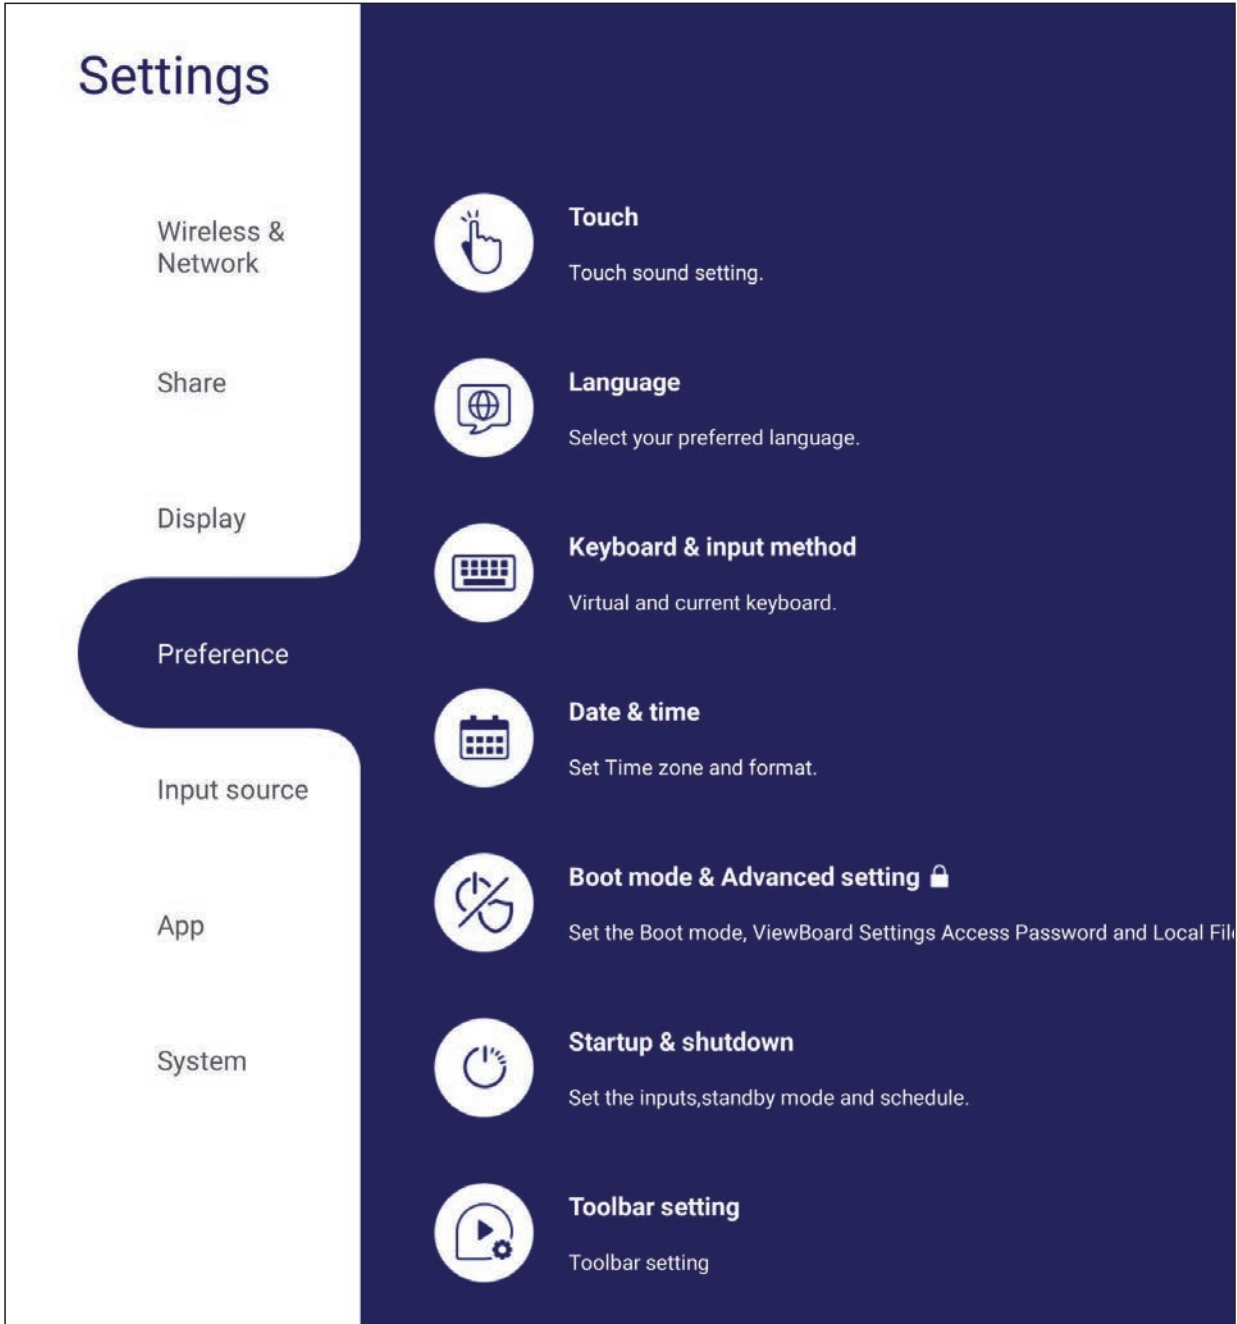 Settings
Wireless &
Network
Share
Display
Preference
Input source
App
System
Touch
Touch sound setting.
Language
Select your preferred language.
Keyboard & input method
Virtual and current keyboard.
Date & time
Set Time zone and format.
Boot mode & Advanced setting
Set the Boot mode, ViewBoard Settings Access Password and Local
Startup & shutdown
Set the inputs,standby mode and schedule.
Toolbar setting
Toolbar setting